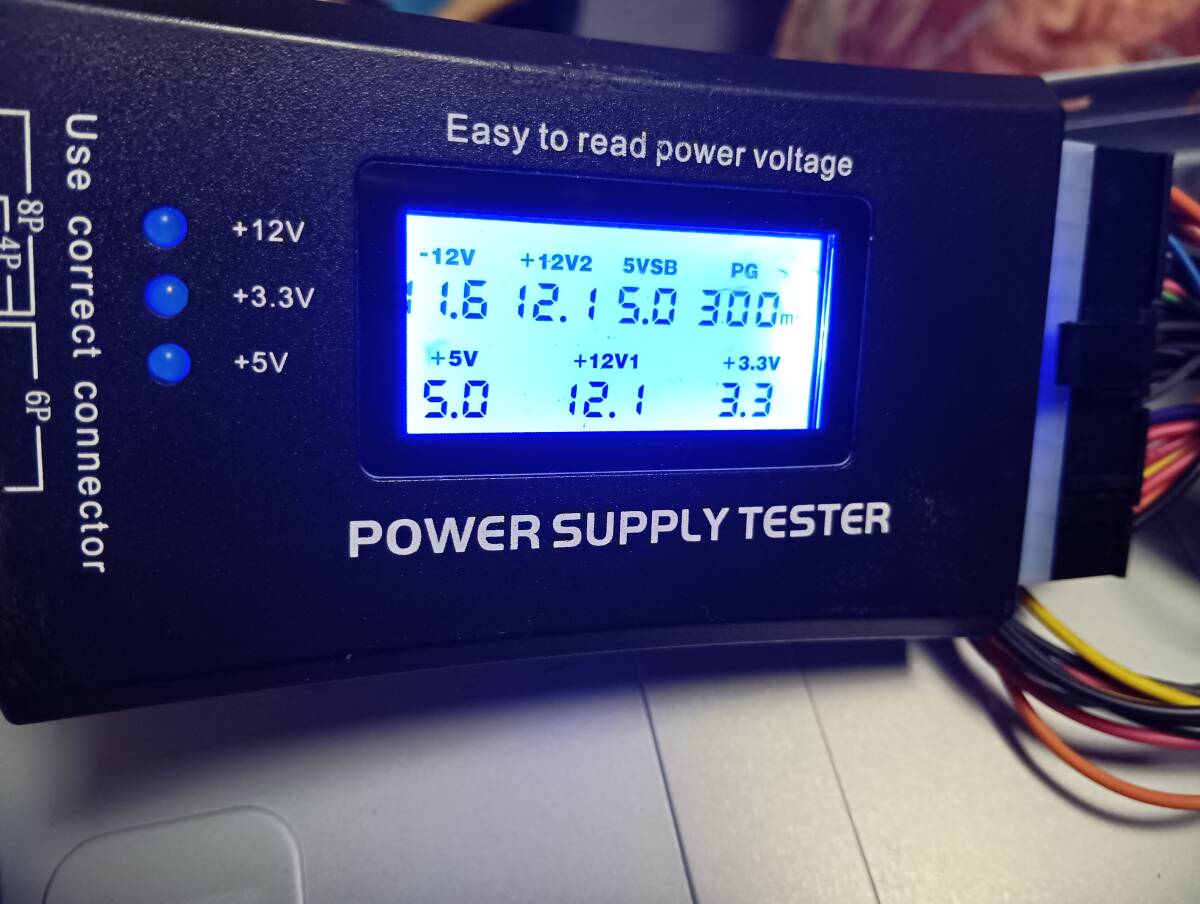 Easy to read power voltage
-12V +12V2 5VSB PG
11.6 12.1 5.0 300ms
+5V +12V1 +3.3V
5.0 12.1 3.3
POWER SUPPLY TESTER
+12V
+3.3V
+5V
Use correct connector
8P
4P
6P